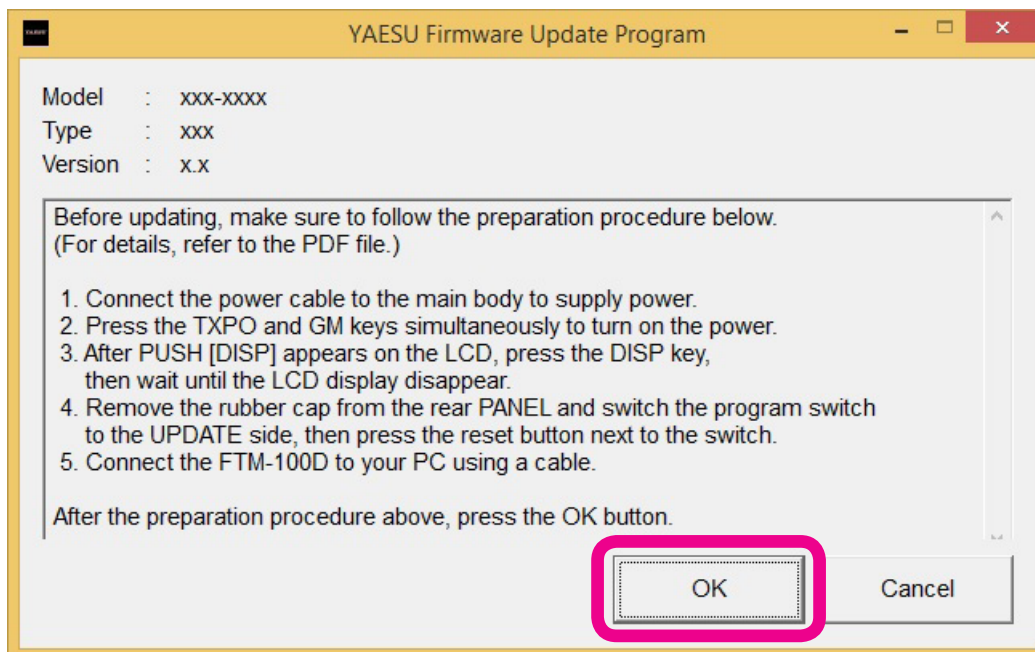 YAESU
YAESU Firmware Update Program
Model : xxx-xxxx
Type : xxx
Version : x.x
Before updating, make sure to follow the preparation procedure below.
(For details, refer to the PDF file.)
1. Connect the power cable to the main body to supply power.
2. Press the TXPO and GM keys simultaneously to turn on the power.
3. After PUSH [DISP] appears on the LCD, press the DISP key,
then wait until the LCD display disappear.
4. Remove the rubber cap from the rear PANEL and switch the program switch
to the UPDATE side, then press the reset button next to the switch.
5. Connect the FTM-100D to your PC using a cable.
After the preparation procedure above, press the OK button.
OK Cancel